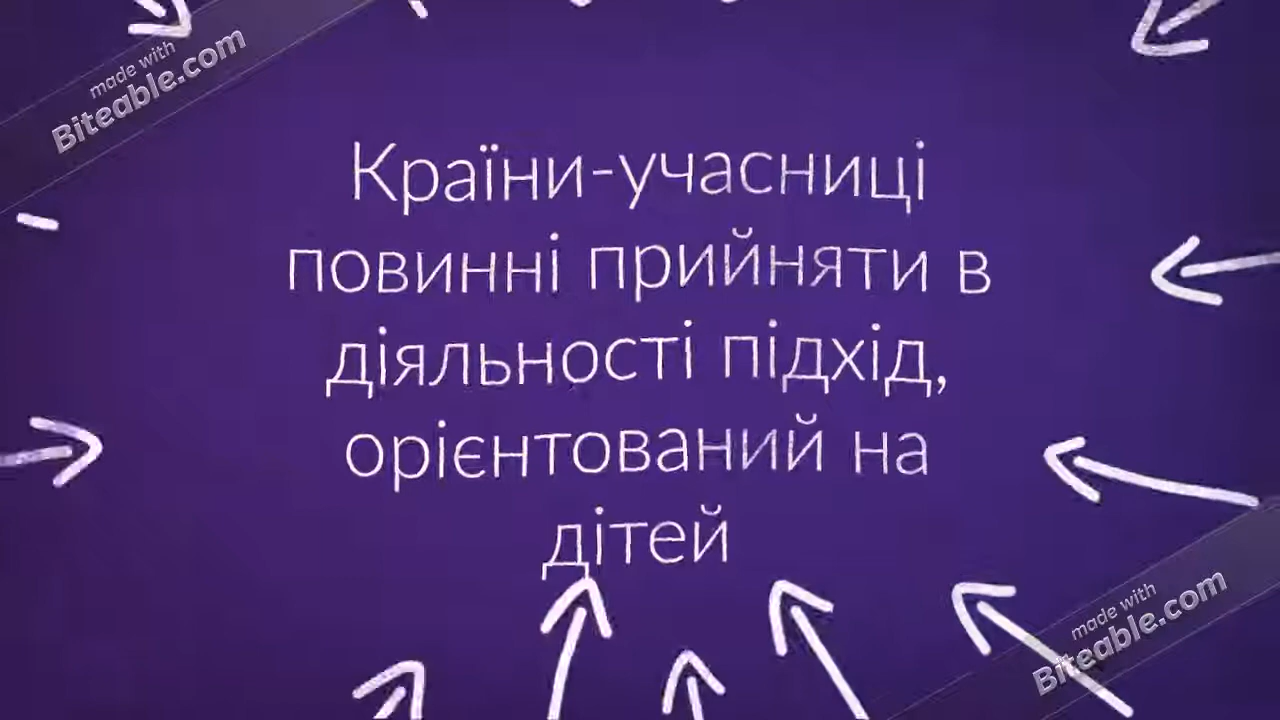 made with
Biteable.com
Країни-учасниці
повинні прийняти в
діяльності підхід,
орієнтований на
дітей
made with
Biteable.com